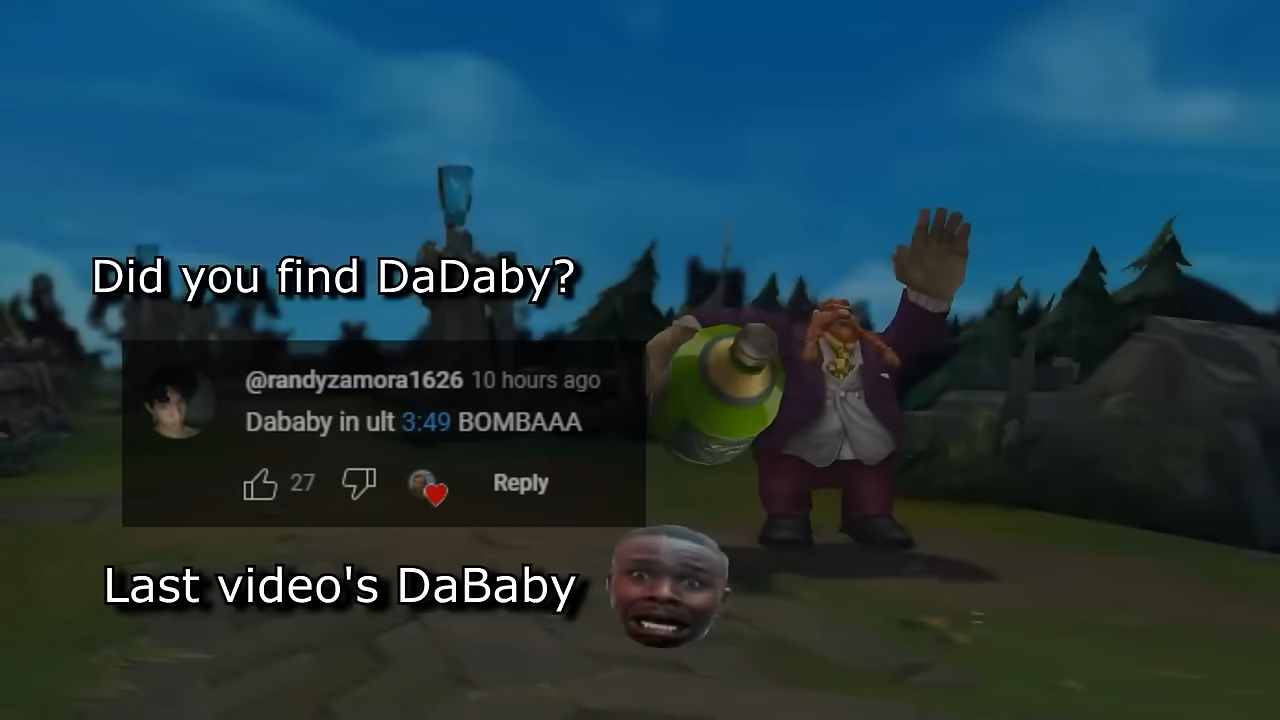 Did you find DaDaby?
@randyzamora1626 10 hours ago
Dababy in ult 3:49 BOMBAAA
27
Reply
Last video's DaBaby